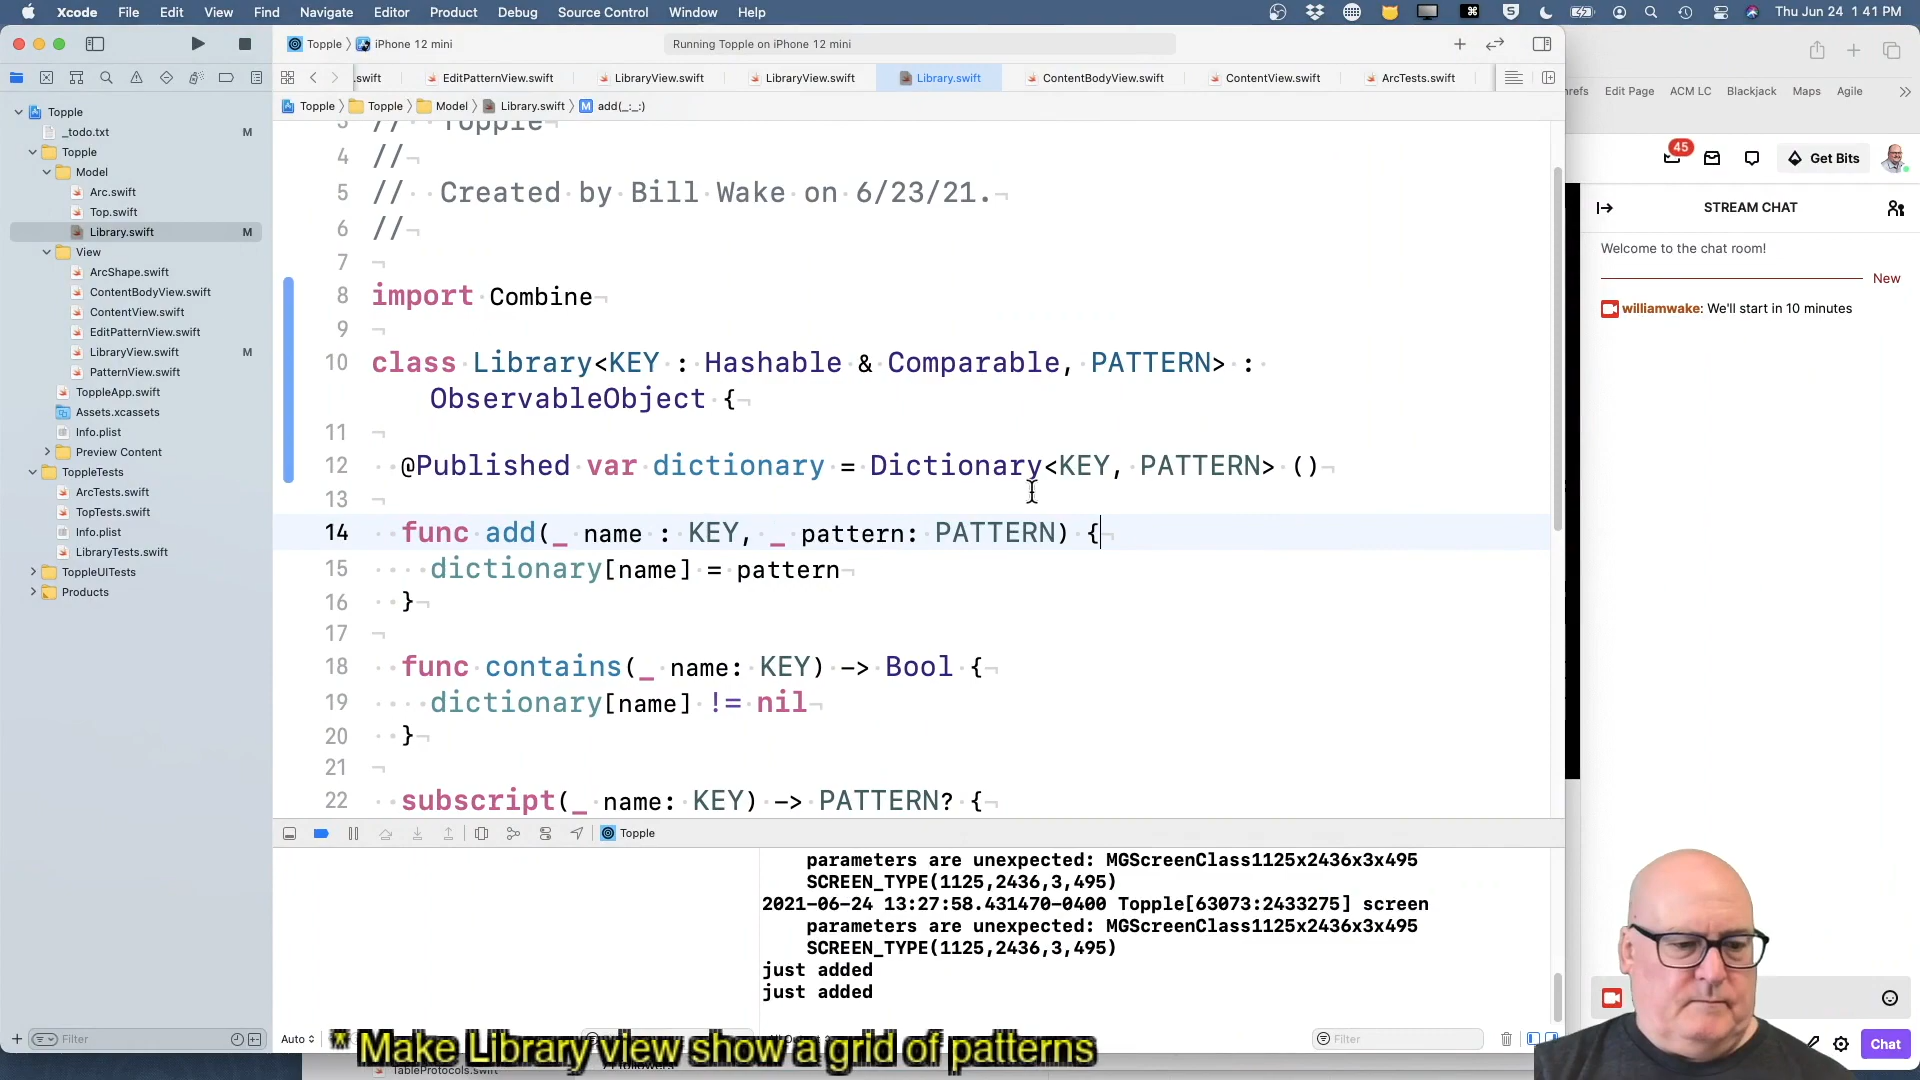 Xcode File Edit View Find Navigate Editor Product Debug Source Control Window Help
Thu Jun 24 1 41 PM
Topple iPhone 12 mini
Running Topple on iPhone 12 mini
.swift EditPatternView.swift LibraryView.swift LibraryView.swift Library.swift ContentBodyView.swift ContentView.swift ArcTests.swift
Topple Topple Model Library.swift M add(_:_:)
Topple
_todo.txt M
Topple
Model
Arc.swift
Top.swift
Library.swift M
View
ArcShape.swift
ContentBodyView.swift
ContentView.swift
EditPatternView.swift
LibraryView.swift M
PatternView.swift
ToppleApp.swift
Assets.xcassets
Info.plist
Preview Content
ToppleTests
ArcTests.swift
TopTests.swift
Info.plist
LibraryTests.swift
ToppleUITests
Products
Filter
3 // Topple
4 //
5 // Created by Bill Wake on 6/23/21.
6 //
7
8 import Combine
9
10 class Library<KEY : Hashable & Comparable, PATTERN> :
ObservableObject {
11
12 @Published var dictionary = Dictionary<KEY, PATTERN> ()
13
14 func add(_ name : KEY, _ pattern: PATTERN) {
15 dictionary[name] = pattern
16 }
17
18 func contains(_ name: KEY) -> Bool {
19 dictionary[name] != nil
20 }
21
22 subscript(_ name: KEY) -> PATTERN? {
Topple
parameters are unexpected: MGScreenClass1125x2436x3x495
SCREEN_TYPE(1125,2436,3,495)
2021-06-24 13:27:58.431470-0400 Topple[63073:2433275] screen
parameters are unexpected: MGScreenClass1125x2436x3x495
SCREEN_TYPE(1125,2436,3,495)
just added
just added
Auto
Filter
* Make Library view show a grid of patterns
TableProtocols.swift
hrefs Edit Page ACM LC Blackjack Maps Agile
45
Get Bits
STREAM CHAT
Welcome to the chat room!
New
williamwake: We'll start in 10 minutes
Chat